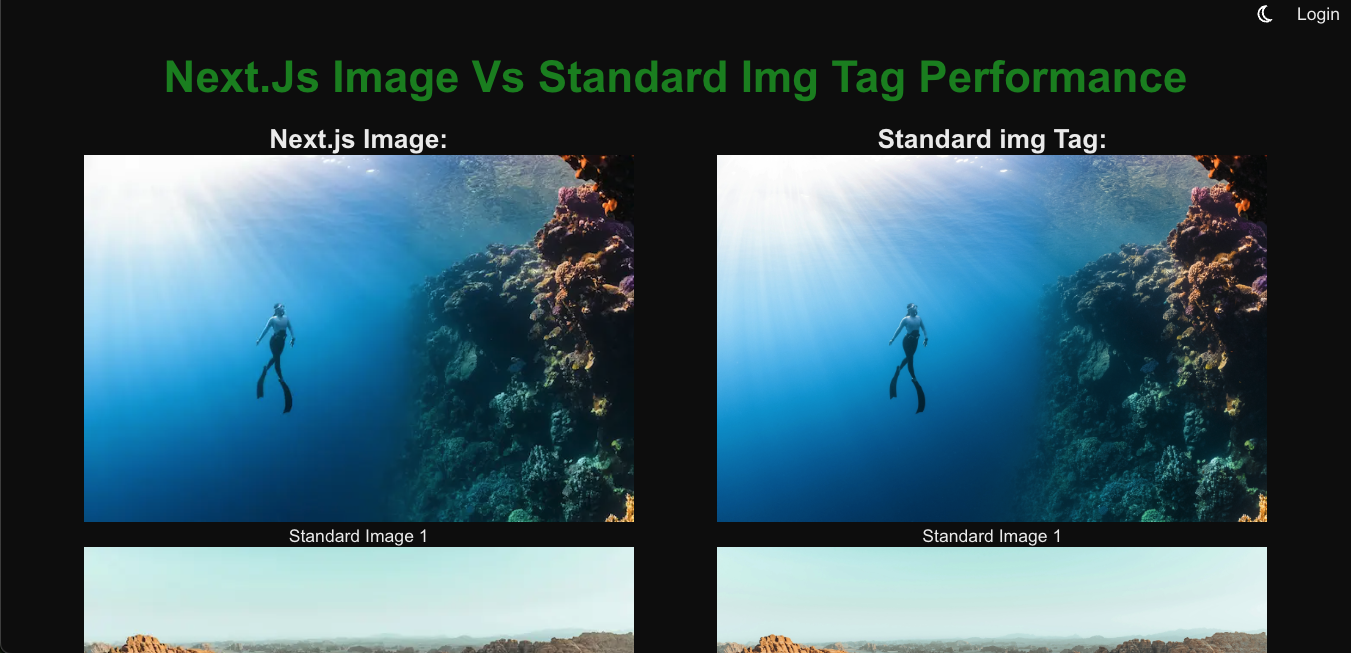 Login
Next.Js Image Vs Standard Img Tag Performance
Next.js Image:
Standard img Tag:
Standard Image 1
Standard Image 1